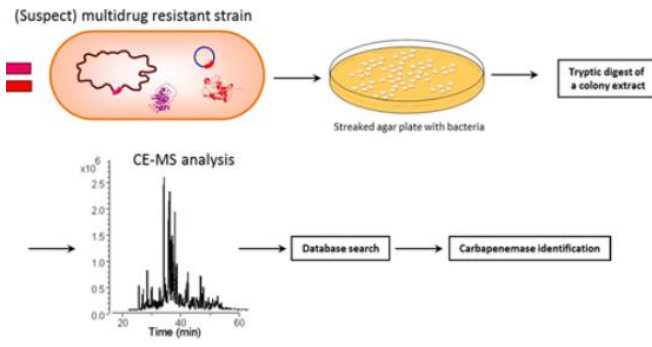 (Suspect) multidrug resistant strain
Streaked agar plate with bacteria
Tryptic digest of
a colony extract
CE-MS analysis
x10⁶
2.5
2.0
1.5
1.0
0.5
0.0
20 40 60
Time (min)
Database search
Carbapenemase identification